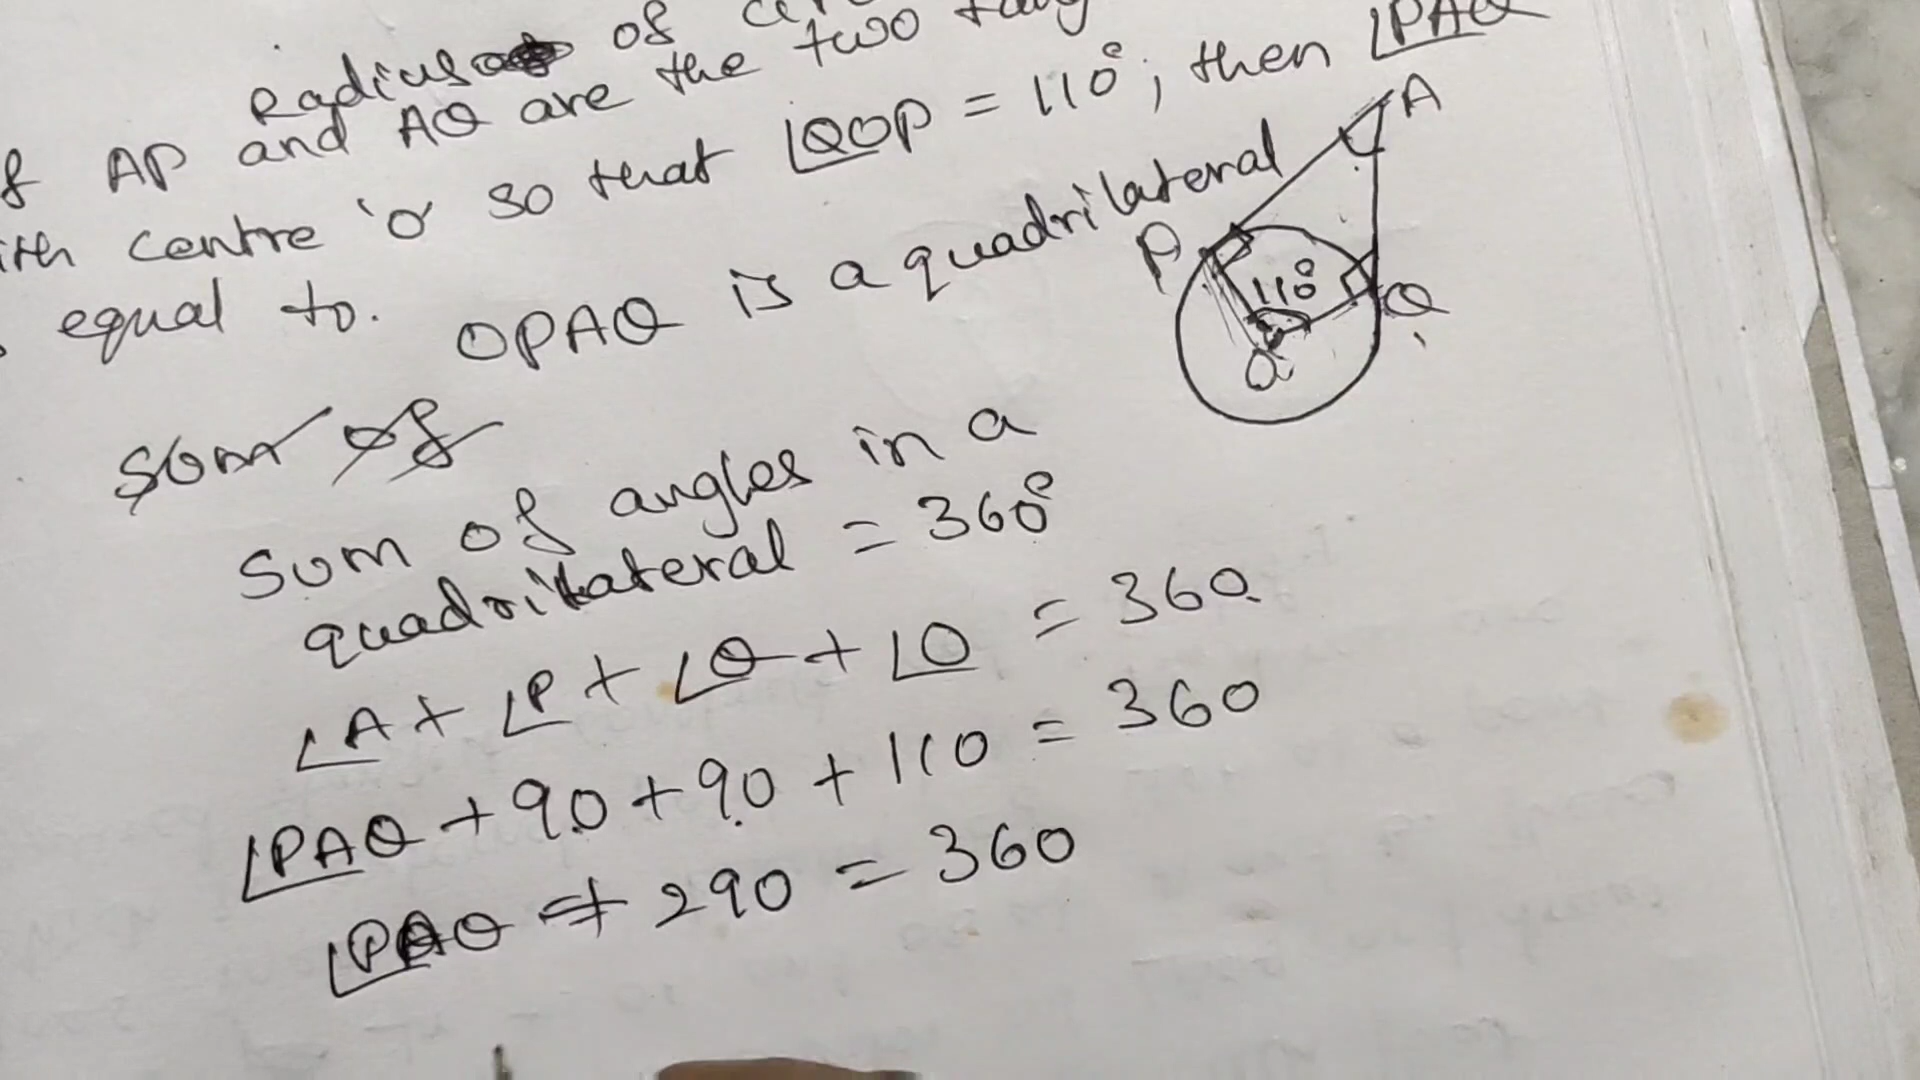 Radius of
f AP and AQ are the two
ith centre 'O' so that ∠QOP = 110°, then ∠PAQ
equal to.
OPAQ is a quadrilateral
A
P
110°
Q
O
Sum of
Sum of angles in a
quadrilateral = 360°
∠A + ∠P + ∠Q + ∠O = 360
∠PAQ + 90 + 90 + 110 = 360
∠PAQ + 290 = 360